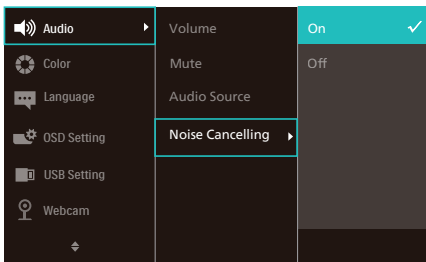 Audio
Color
Language
OSD Setting
USB Setting
Webcam
Volume
Mute
Audio Source
Noise Cancelling
On
Off